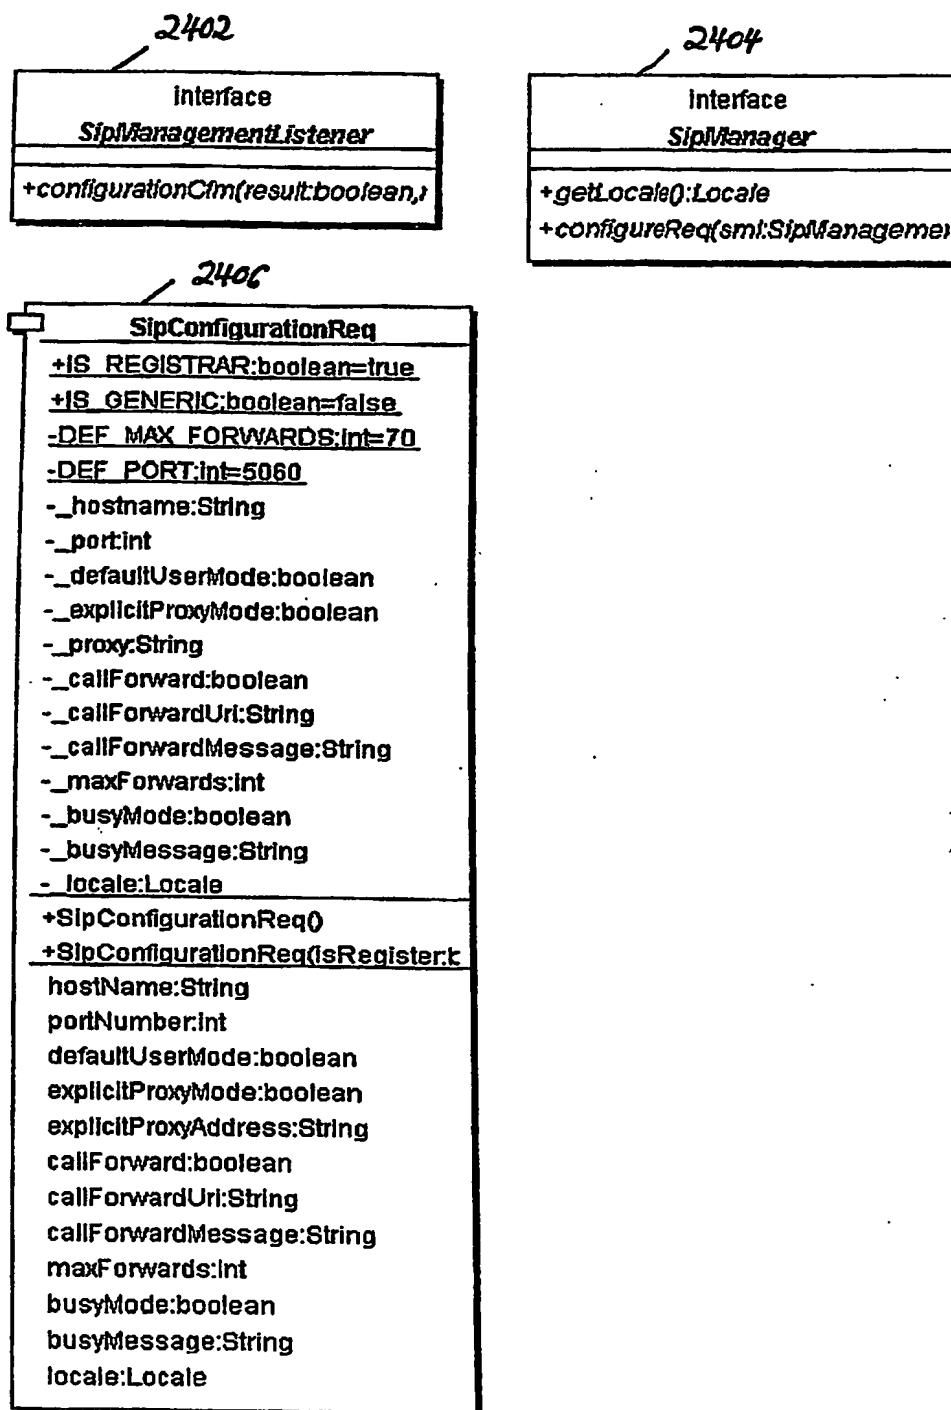 2402
interface
SipManagementListener
+configurationCfm(result:boolean,r
2404
interface
SipManager
+getLocale():Locale
+configureReq(sml:SipManagemen
2406
SipConfigurationReq
+IS_REGISTRAR:boolean=true
+IS_GENERIC:boolean=false
-DEF_MAX_FORWARDS:int=70
-DEF_PORT:int=5060
-_hostname:String
-_port:int
-_defaultUserMode:boolean
-_explicitProxyMode:boolean
-_proxy:String
-_callForward:boolean
-_callForwardUri:String
-_callForwardMessage:String
-_maxForwards:int
-_busyMode:boolean
-_busyMessage:String
-_locale:Locale
+SipConfigurationReq()
+SipConfigurationReq(isRegister:b
hostName:String
portNumber:int
defaultUserMode:boolean
explicitProxyMode:boolean
explicitProxyAddress:String
callForward:boolean
callForwardUri:String
callForwardMessage:String
maxForwards:int
busyMode:boolean
busyMessage:String
locale:Locale